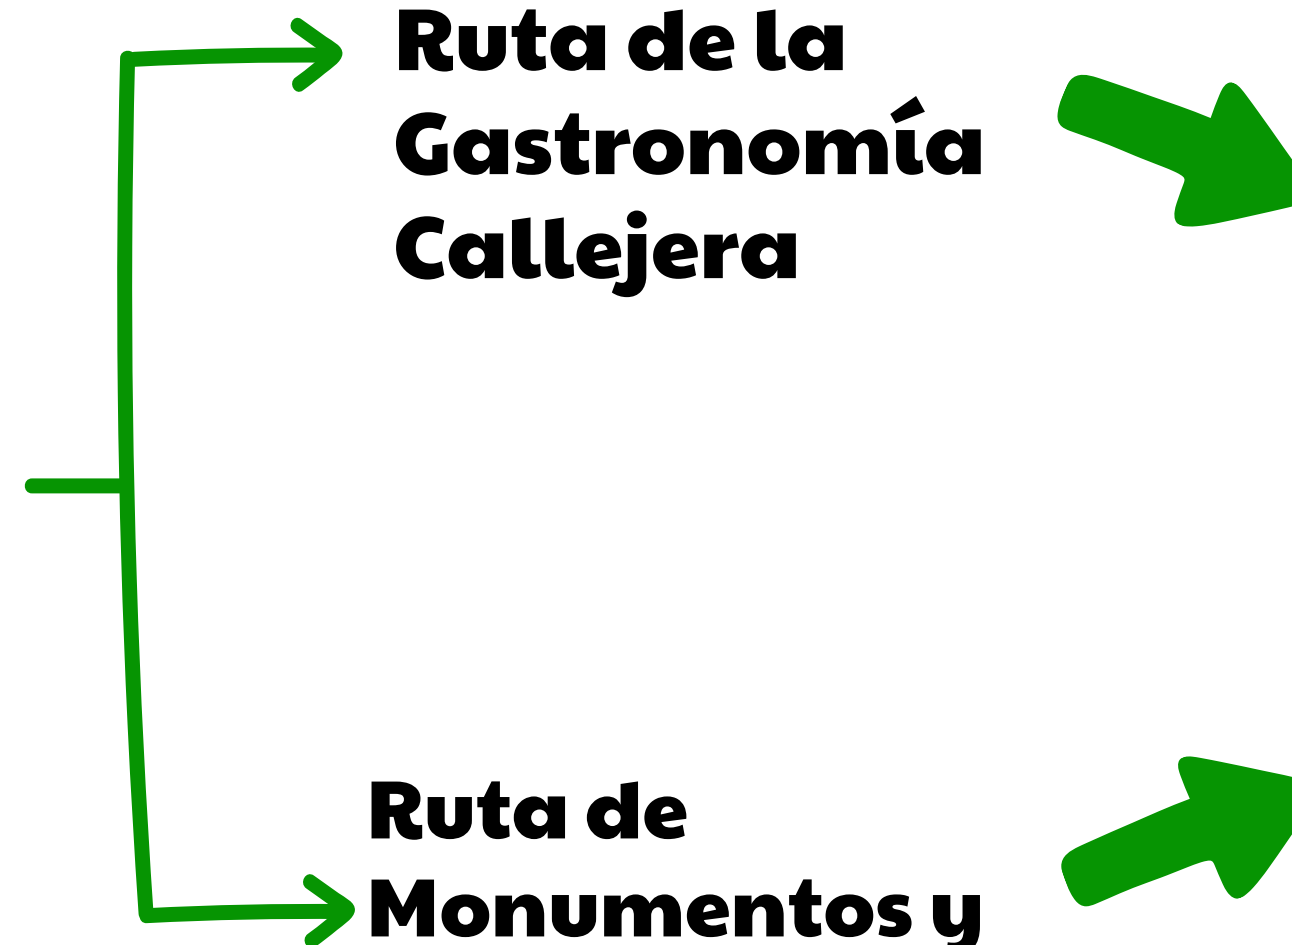 Ruta de la
Gastronomía
Callejera
Ruta de
Monumentos y